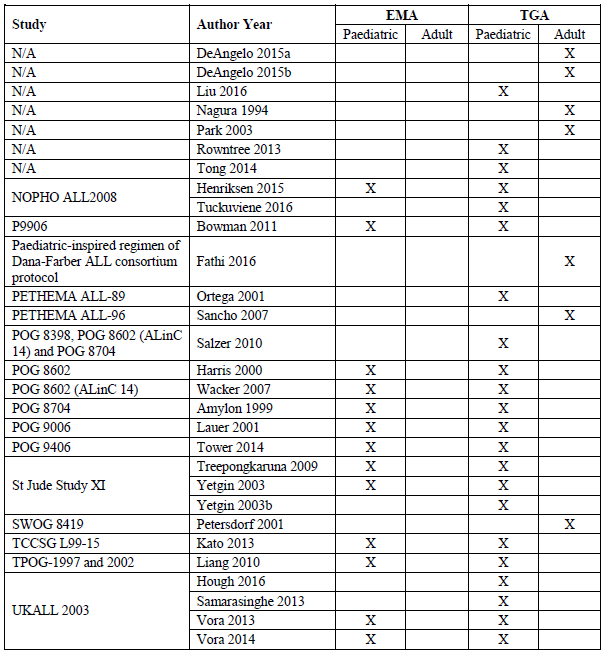 Study Author Year EMA TGA
Paediatric Adult Paediatric Adult
N/A DeAngelo 2015a X
N/A DeAngelo 2015b X
N/A Liu 2016 X
N/A Nagura 1994 X
N/A Park 2003 X
N/A Rowntree 2013 X
N/A Tong 2014 X
NOPHO ALL2008 Henriksen 2015 X X
Tuckuviene 2016 X
P9906 Bowman 2011 X X
Paediatric-inspired regimen of
Dana-Farber ALL consortium
protocol
Fathi 2016 X
PETHEMA ALL-89 Ortega 2001 X
PETHEMA ALL-96 Sancho 2007 X
POG 8398, POG 8602 (ALinC
14) and POG 8704
Salzer 2010 X
POG 8602 Harris 2000 X X
POG 8602 (ALinC 14) Wacker 2007 X X
POG 8704 Amylon 1999 X X
POG 9006 Lauer 2001 X X
POG 9406 Tower 2014 X X
St Jude Study XI Treepongkaruna 2009 X X
Yetgin 2003 X X
Yetgin 2003b X
SWOG 8419 Petersdorf 2001 X
TCCSG L99-15 Kato 2013 X X
TPOG-1997 and 2002 Liang 2010 X X
UKALL 2003 Hough 2016 X
Samarasinghe 2013 X
Vora 2013 X X
Vora 2014 X X